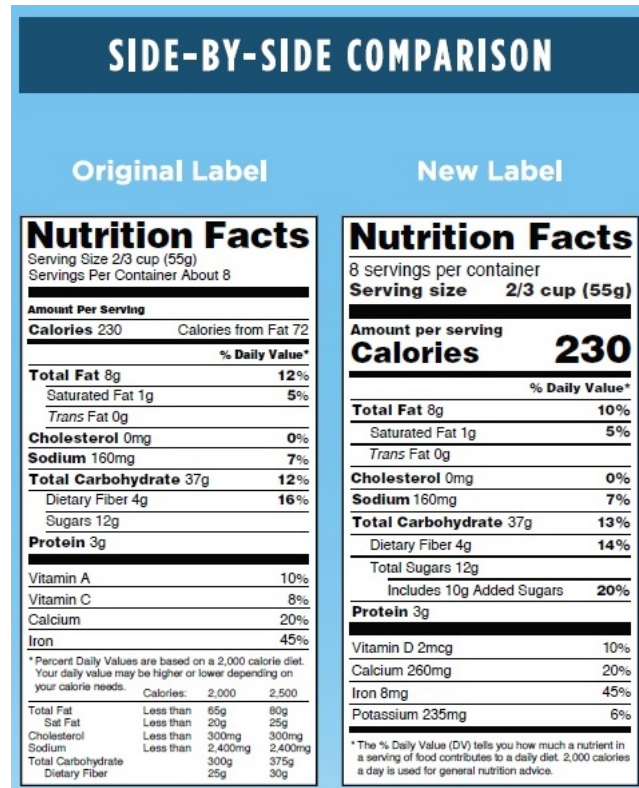 SIDE-BY-SIDE COMPARISON
Original Label
Nutrition Facts
Serving Size 2/3 cup (55g)
Servings Per Container About 8
Amount Per Serving
Calories 230 Calories from Fat 72
% Daily Value*
Total Fat 8g 12%
Saturated Fat 1g 5%
Trans Fat 0g
Cholesterol 0mg 0%
Sodium 160mg 7%
Total Carbohydrate 37g 12%
Dietary Fiber 4g 16%
Sugars 12g
Protein 3g
Vitamin A 10%
Vitamin C 8%
Calcium 20%
Iron 45%
* Percent Daily Values are based on a 2,000 calorie diet.
Your daily value may be higher or lower depending on
your calorie needs.
Calories: 2,000 2,500
Total Fat Less than 65g 80g
Sat Fat Less than 20g 25g
Cholesterol Less than 300mg 300mg
Sodium Less than 2,400mg 2,400mg
Total Carbohydrate 300g 375g
Dietary Fiber 25g 30g
New Label
Nutrition Facts
8 servings per container
Serving size 2/3 cup (55g)
Amount per serving
Calories 230
% Daily Value*
Total Fat 8g 10%
Saturated Fat 1g 5%
Trans Fat 0g
Cholesterol 0mg 0%
Sodium 160mg 7%
Total Carbohydrate 37g 13%
Dietary Fiber 4g 14%
Total Sugars 12g
Includes 10g Added Sugars 20%
Protein 3g
Vitamin D 2mcg 10%
Calcium 260mg 20%
Iron 8mg 45%
Potassium 235mg 6%
* The % Daily Value (DV) tells you how much a nutrient in
a serving of food contributes to a daily diet. 2,000 calories
a day is used for general nutrition advice.